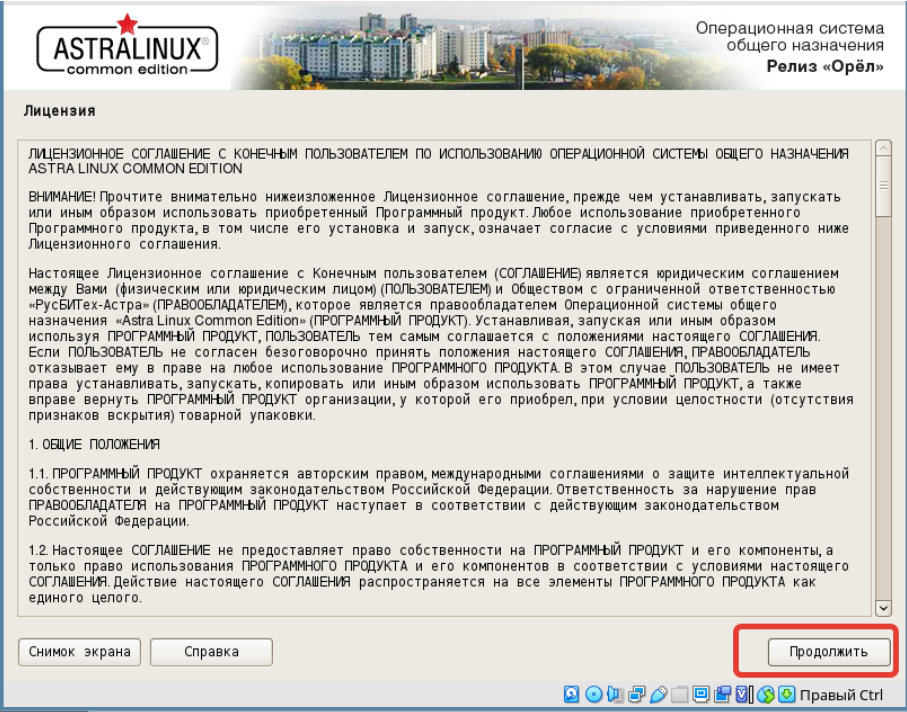 ASTRALINUX®
common edition
Операционная система
общего назначения
Релиз «Орёл»
Лицензия
ЛИЦЕНЗИОННОЕ СОГЛАШЕНИЕ С КОНЕЧНЫМ ПОЛЬЗОВАТЕЛЕМ ПО ИСПОЛЬЗОВАНИЮ ОПЕРАЦИОННОЙ СИСТЕМЫ ОБЩЕГО НАЗНАЧЕНИЯ
ASTRA LINUX COMMON EDITION
ВНИМАНИЕ! Прочтите внимательно нижеизложенное Лицензионное соглашение, прежде чем устанавливать, запускать
или иным образом использовать приобретенный Программный продукт. Любое использование приобретенного
Программного продукта, в том числе его установка и запуск, означает согласие с условиями приведенного ниже
Лицензионного соглашения.
Настоящее Лицензионное соглашение с Конечным пользователем (СОГЛАШЕНИЕ) является юридическим соглашением
между Вами (физическим или юридическим лицом) (ПОЛЬЗОВАТЕЛЕМ) и Обществом с ограниченной ответственностью
«РусБИТех-Астра» (ПРАВООБЛАДАТЕЛЕМ), которое является правообладателем Операционной системы общего
назначения «Astra Linux Common Edition» (ПРОГРАММНЫЙ ПРОДУКТ). Устанавливая, запуская или иным образом
используя ПРОГРАММНЫЙ ПРОДУКТ, ПОЛЬЗОВАТЕЛЬ тем самым соглашается с положениями настоящего СОГЛАШЕНИЯ.
Если ПОЛЬЗОВАТЕЛЬ не согласен безоговорочно принять положения настоящего СОГЛАШЕНИЯ, ПРАВООБЛАДАТЕЛЬ
отказывает ему в праве на любое использование ПРОГРАММНОГО ПРОДУКТА. В этом случае ПОЛЬЗОВАТЕЛЬ не имеет
права устанавливать, запускать, копировать или иным образом использовать ПРОГРАММНЫЙ ПРОДУКТ, а также
вправе вернуть ПРОГРАММНЫЙ ПРОДУКТ организации, у которой его приобрел, при условии целостности (отсутствия
признаков вскрытия) товарной упаковки.
1. ОБЩИЕ ПОЛОЖЕНИЯ
1.1. ПРОГРАММНЫЙ ПРОДУКТ охраняется авторским правом, международными соглашениями о защите интеллектуальной
собственности и действующим законодательством Российской Федерации. Ответственность за нарушение прав
ПРАВООБЛАДАТЕЛЯ на ПРОГРАММНЫЙ ПРОДУКТ наступает в соответствии с действующим законодательством
Российской Федерации.
1.2. Настоящее СОГЛАШЕНИЕ не предоставляет право собственности на ПРОГРАММНЫЙ ПРОДУКТ и его компоненты, а
только право использования ПРОГРАММНОГО ПРОДУКТА и его компонентов в соответствии с условиями настоящего
СОГЛАШЕНИЯ. Действие настоящего СОГЛАШЕНИЯ распространяется на все элементы ПРОГРАММНОГО ПРОДУКТА как
единого целого.
Снимок экрана
Справка
Продолжить
Правый Ctrl